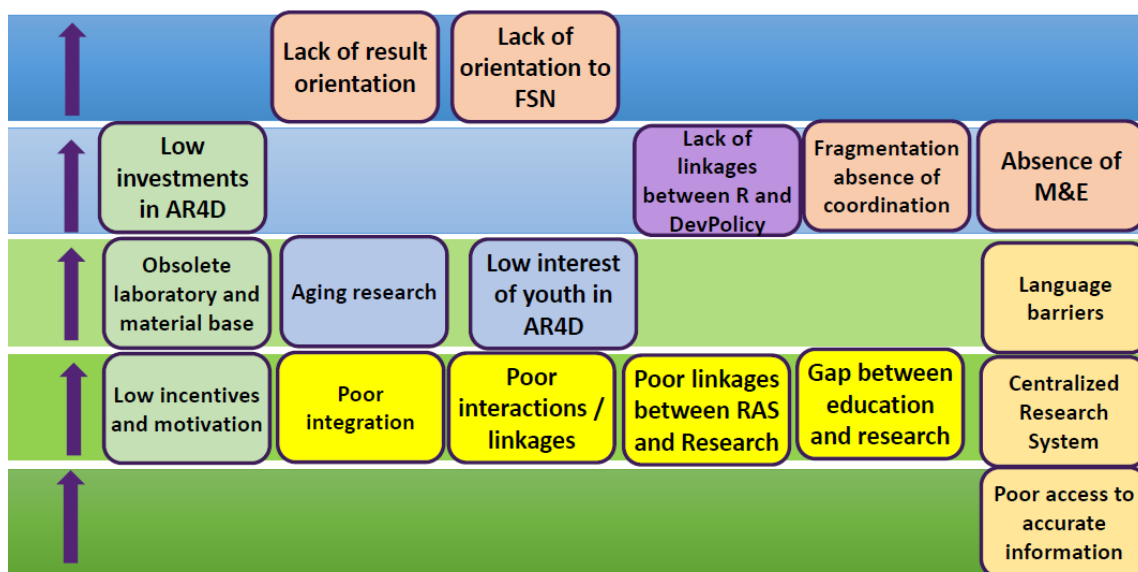 Lack of result
orientation
Lack of
orientation to
FSN
Low
investments
in AR4D
Lack of
linkages
between R and
DevPolicy
Fragmentation
absence of
coordination
Absence of
M&E
Obsolete
laboratory and
material base
Aging research
Low interest
of youth in
AR4D
Language
barriers
Low incentives
and motivation
Poor
integration
Poor
interactions /
linkages
Poor linkages
between RAS
and Research
Gap between
education
and research
Centralized
Research
System
Poor access to
accurate
information